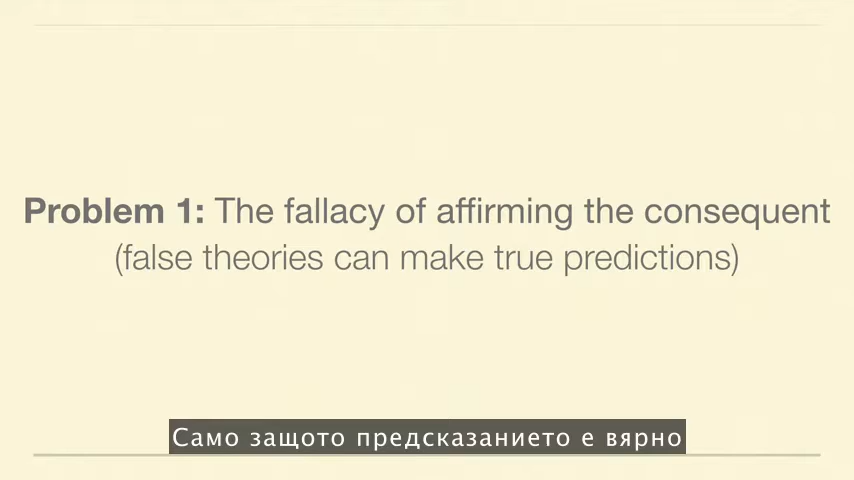 Problem 1: The fallacy of affirming the consequent
(false theories can make true predictions)
Само защото предсказанието е вярно